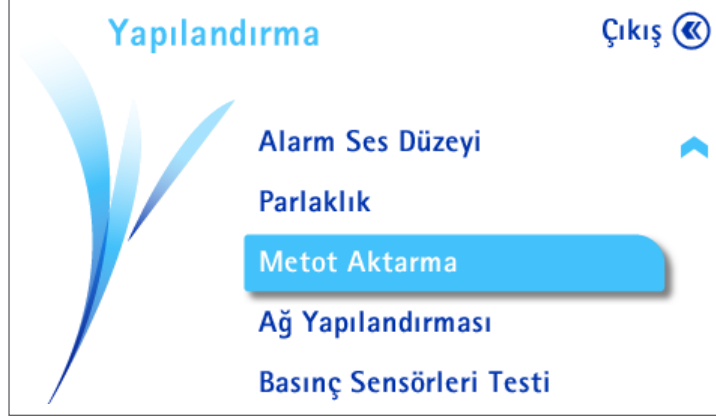 Yapılandırma
Çıkış
Alarm Ses Düzeyi
Parlaklık
Metot Aktarma
Ağ Yapılandırması
Basınç Sensörleri Testi